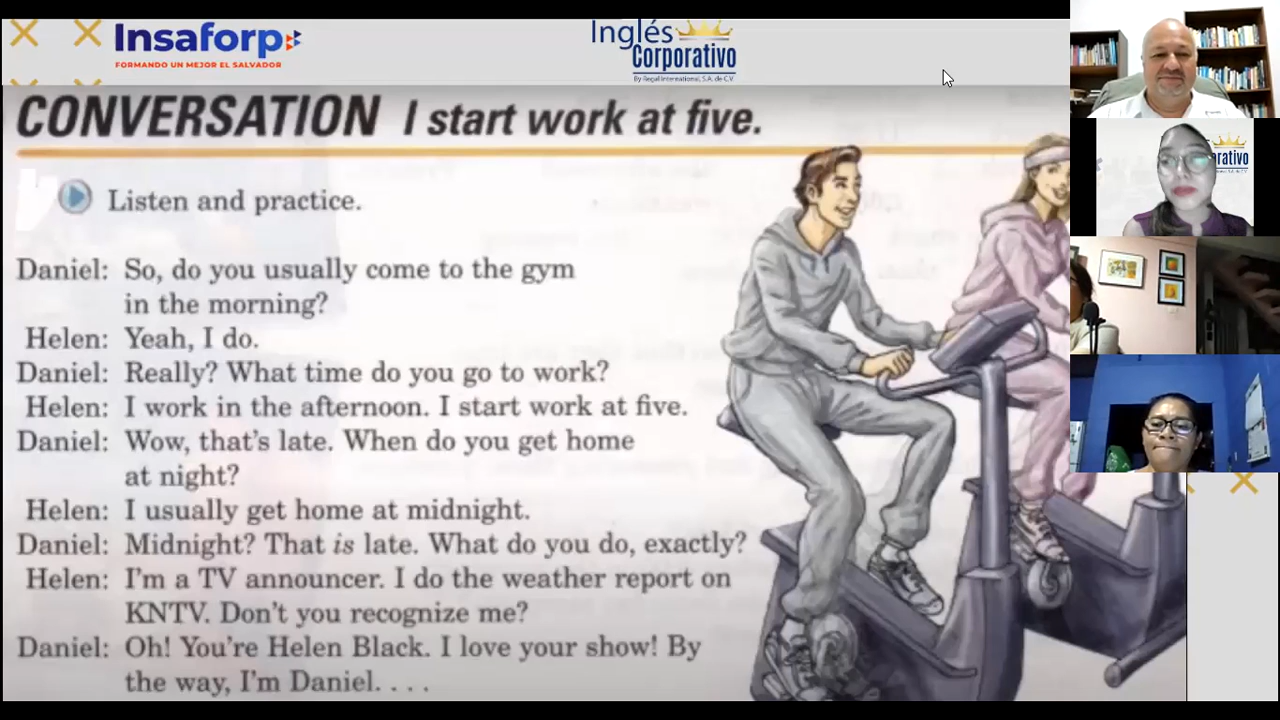 Insaforp
FORMANDO UN MEJOR EL SALVADOR
Inglés
Corporativo
By Regal International, S.A. de C.V.
CONVERSATION I start work at five.
Listen and practice.
Daniel: So, do you usually come to the gym
in the morning?
Helen: Yeah, I do.
Daniel: Really? What time do you go to work?
Helen: I work in the afternoon. I start work at five.
Daniel: Wow, that's late. When do you get home
at night?
Helen: I usually get home at midnight.
Daniel: Midnight? That is late. What do you do, exactly?
Helen: I'm a TV announcer. I do the weather report on
KNTV. Don't you recognize me?
Daniel: Oh! You're Helen Black. I love your show! By
the way, I'm Daniel. . . .
orativo